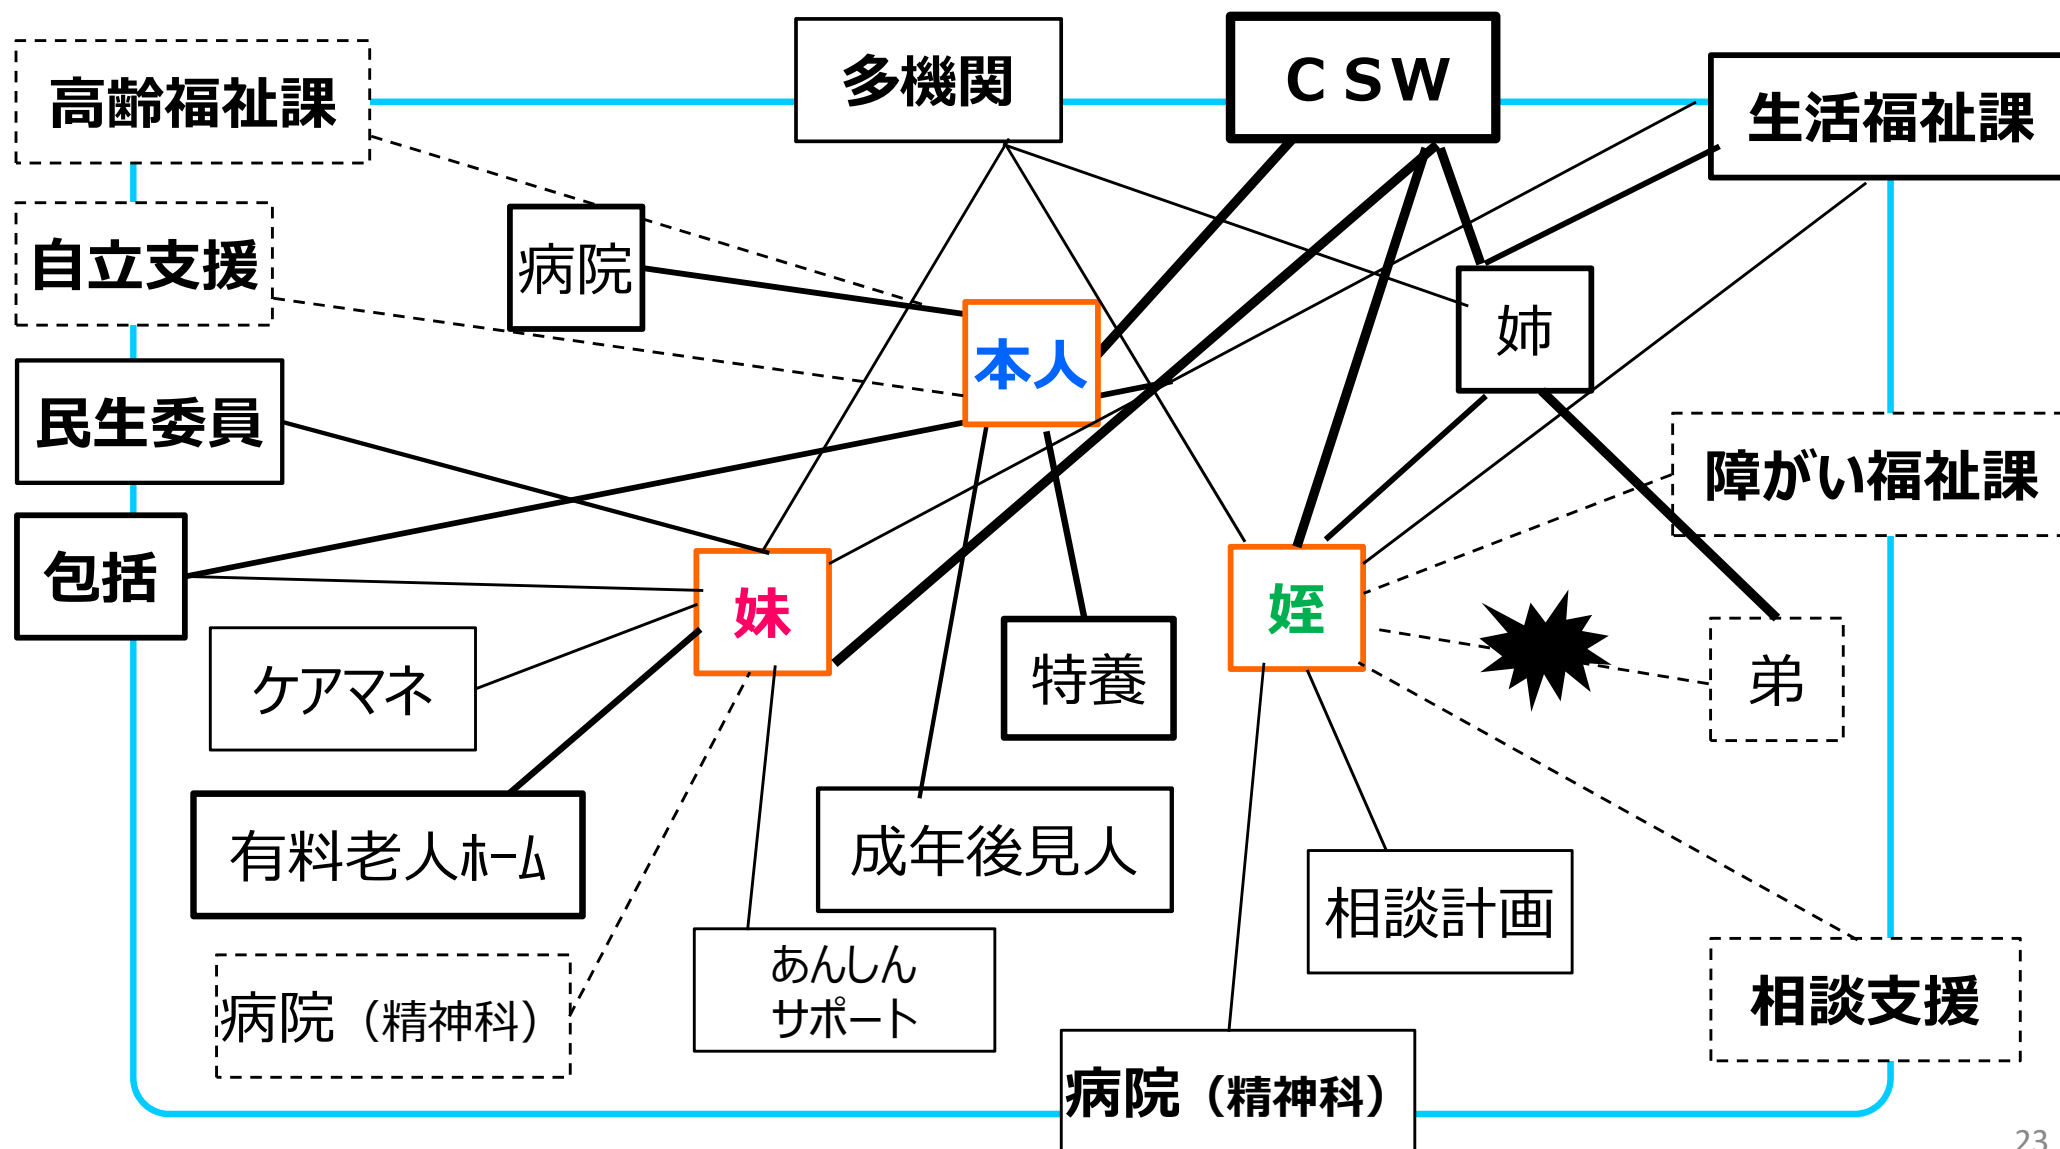 高齢福祉課
多機関
ＣＳＷ
生活福祉課
自立支援
病院
本人
姉
民生委員
障がい福祉課
包括
妹
姪
ケアマネ
特養
弟
有料老人ﾎｰﾑ
成年後見人
相談計画
病院（精神科）
あんしん
サポート
相談支援
病院（精神科）
23